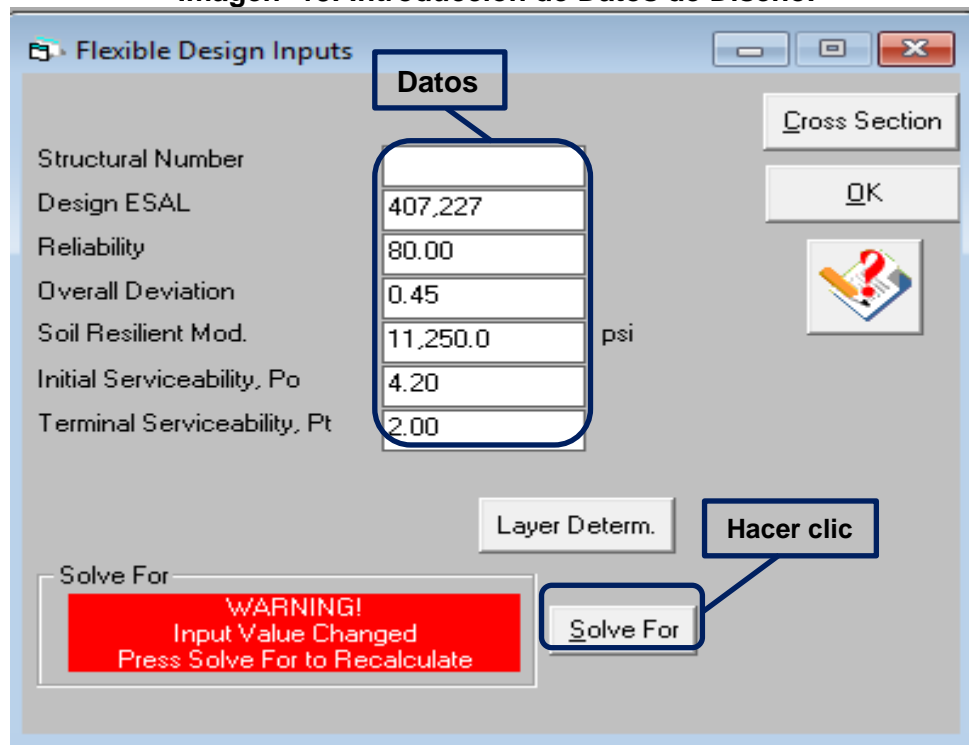 Flexible Design Inputs
Datos
Cross Section
Structural Number
Design ESAL 407,227
OK
Reliability 80.00
Overall Deviation 0.45
Soil Resilient Mod. 11,250.0 psi
Initial Serviceability, Po 4.20
Terminal Serviceability, Pt 2.00
Layer Determ.
Hacer clic
Solve For
WARNING!
Input Value Changed
Press Solve For to Recalculate
Solve For